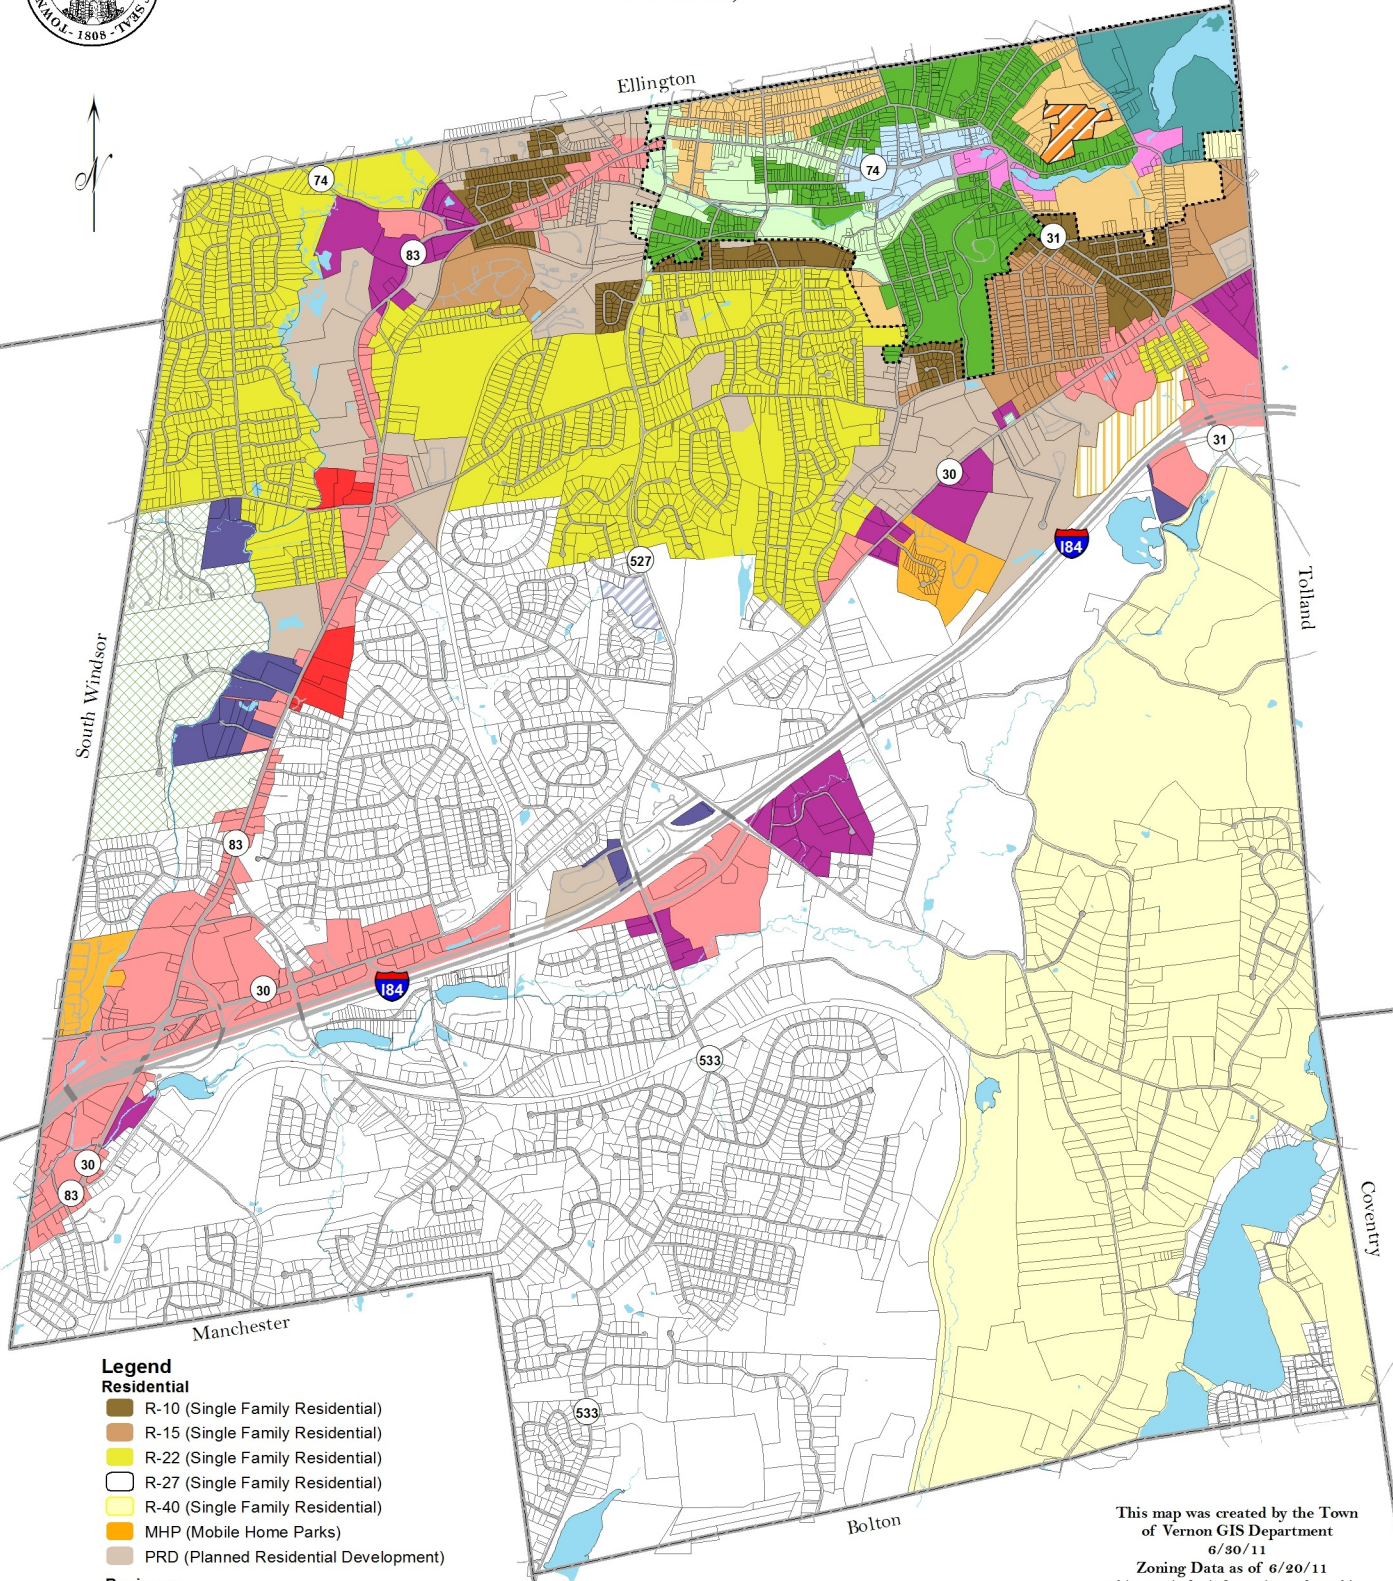 SEAL
TOWN
- 1808 -
Ellington
N
74
74
83
31
31
30
527
184
South Windsor
Tolland
83
30
184
533
30
83
Coventry
Manchester
533
Bolton
Legend
Residential
R-10 (Single Family Residential)
R-15 (Single Family Residential)
R-22 (Single Family Residential)
R-27 (Single Family Residential)
R-40 (Single Family Residential)
MHP (Mobile Home Parks)
PRD (Planned Residential Development)
This map was created by the Town
of Vernon GIS Department
6/30/11
Zoning Data as of 6/20/11